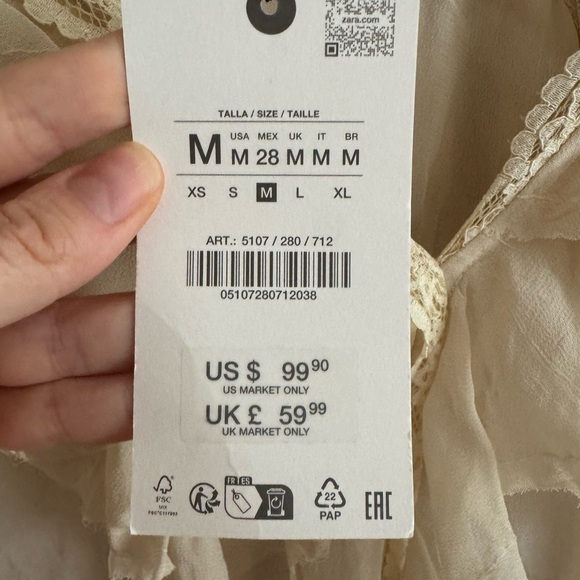 zara.com
TALLA / SIZE / TAILLE
USA MEX UK IT BR
M M 28 M M M
XS S M L XL
ART.: 5107 / 280 / 712
05107280712038
US $ 99 90
US MARKET ONLY
UK £ 59 99
UK MARKET ONLY
FR ES
FSC
MIX
22
PAP
EAC